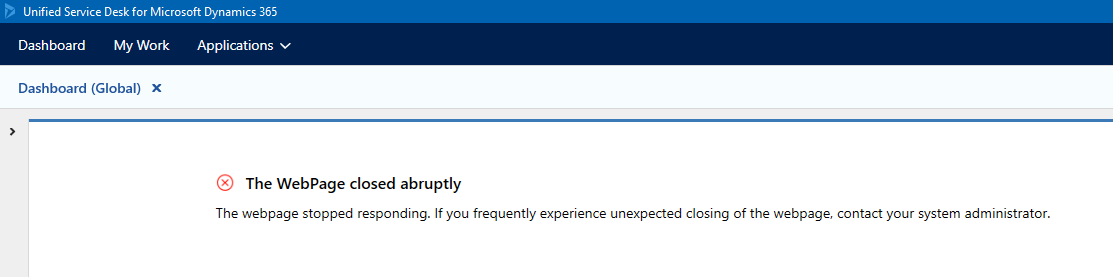 Unified Service Desk for Microsoft Dynamics 365
Dashboard My Work Applications
Dashboard (Global)
The WebPage closed abruptly
The webpage stopped responding. If you frequently experience unexpected closing of the webpage, contact your system administrator.